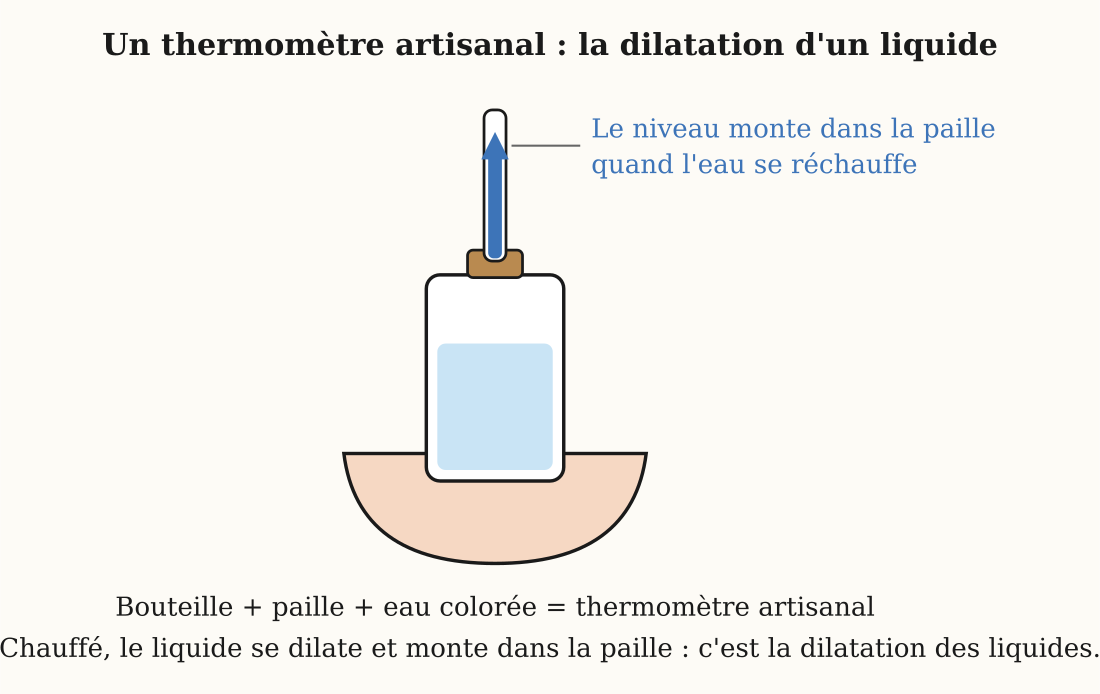 Un thermomètre artisanal : la dilatation d'un liquide
Le niveau monte dans la paille
quand l'eau se réchauffe
Bouteille + paille + eau colorée = thermomètre artisanal
Chauffé, le liquide se dilate et monte dans la paille : c'est la dilatation des liquides.